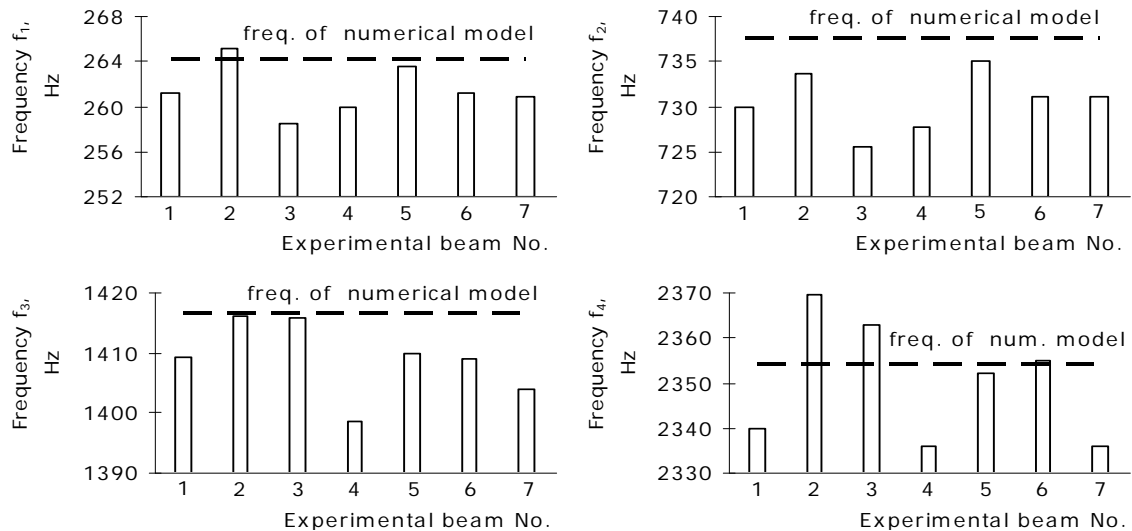 Frequency f₁, Hz
268
264
260
256
252
freq. of numerical model
1 2 3 4 5 6 7
Experimental beam No.
Frequency f₂, Hz
740
735
730
725
720
freq. of numerical model
1 2 3 4 5 6 7
Experimental beam No.
Frequency f₃, Hz
1420
1410
1400
1390
freq. of numerical model
1 2 3 4 5 6 7
Experimental beam No.
Frequency f₄, Hz
2370
2360
2350
2340
2330
freq. of num. model
1 2 3 4 5 6 7
Experimental beam No.